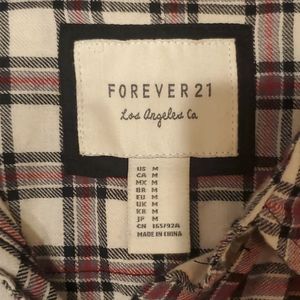 FOREVER 21
Los Angeles Ca
US M
CA M
MX M
BR M
EU M
UK M
KR M
JP M
CN 165/92A
MADE IN CHINA